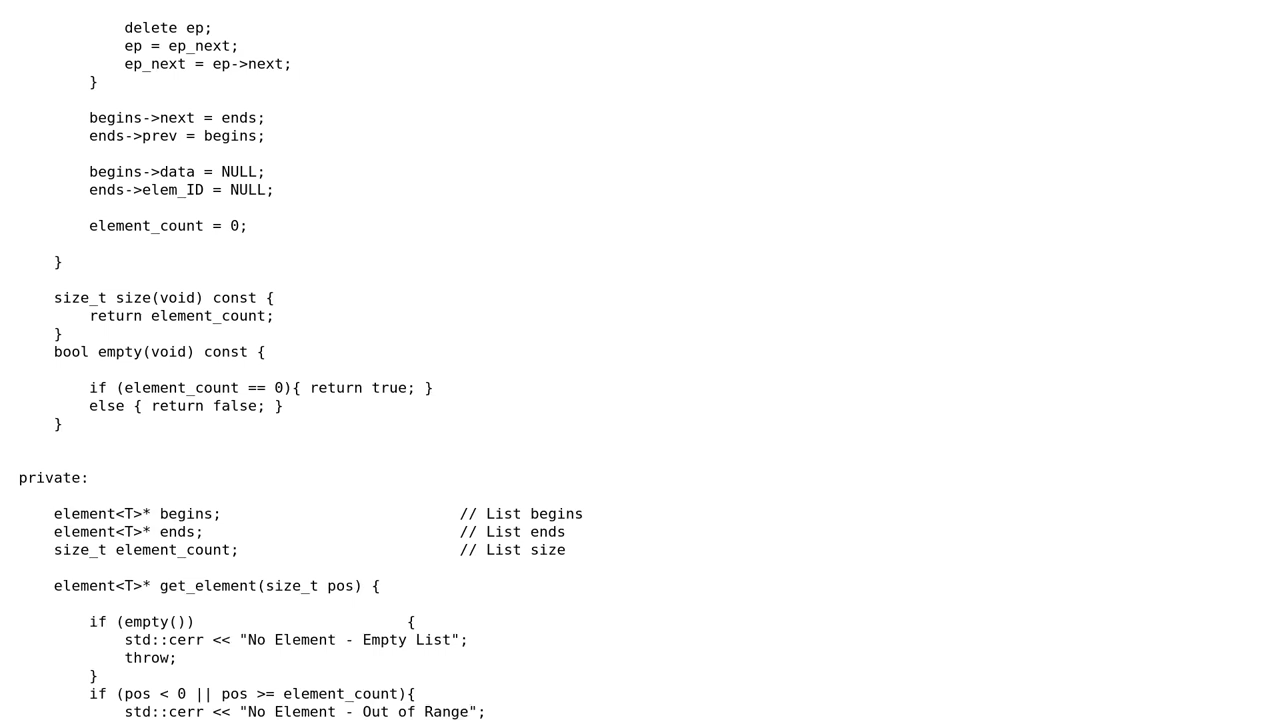 delete ep;
            ep = ep_next;
            ep_next = ep->next;
        }

        begins->next = ends;
        ends->prev = begins;

        begins->data = NULL;
        ends->elem_ID = NULL;

        element_count = 0;

    }

    size_t size(void) const {
        return element_count;
    }
    bool empty(void) const {

        if (element_count == 0){ return true; }
        else { return false; }
    }


private:

    element<T>* begins;                           // List begins
    element<T>* ends;                             // List ends
    size_t element_count;                         // List size

    element<T>* get_element(size_t pos) {

        if (empty())                        {
            std::cerr << "No Element - Empty List";
            throw;
        }
        if (pos < 0 || pos >= element_count){
            std::cerr << "No Element - Out of Range";